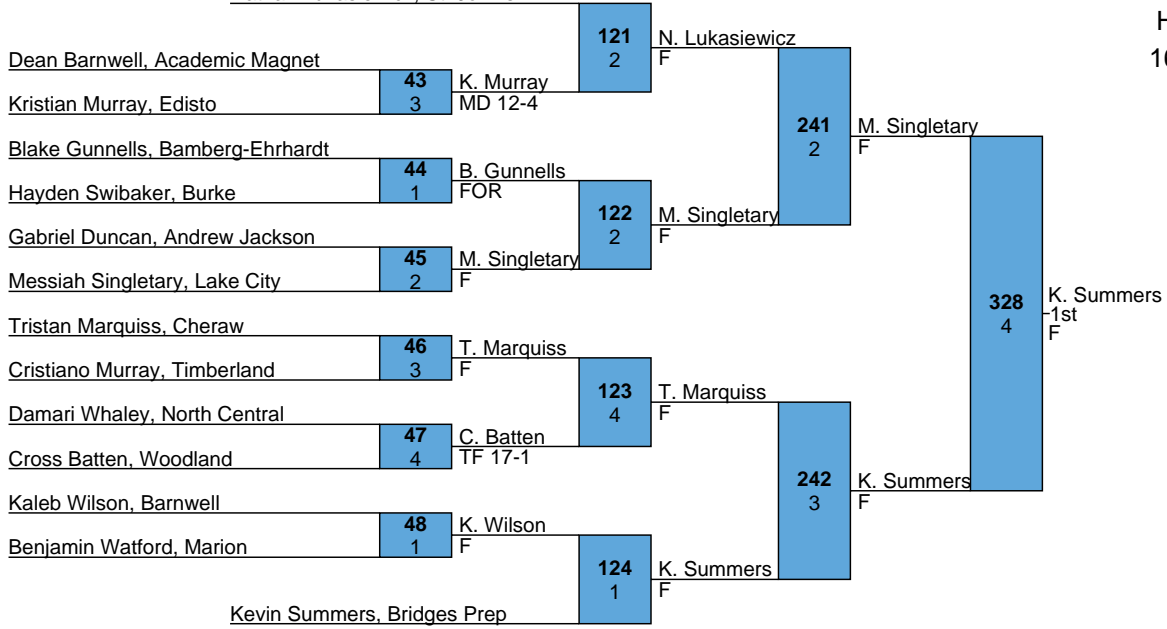 121
2
N. Lukasiewicz
F
H
16
Dean Barnwell, Academic Magnet
43
3
K. Murray
MD 12-4
Kristian Murray, Edisto
241
2
M. Singletary
F
Blake Gunnells, Bamberg-Ehrhardt
44
1
B. Gunnells
FOR
Hayden Swibaker, Burke
122
2
M. Singletary
F
Gabriel Duncan, Andrew Jackson
45
2
M. Singletary
F
Messiah Singletary, Lake City
328
4
K. Summers
1st
F
Tristan Marquiss, Cheraw
46
3
T. Marquiss
F
Cristiano Murray, Timberland
123
4
T. Marquiss
F
Damari Whaley, North Central
47
4
C. Batten
TF 17-1
Cross Batten, Woodland
242
3
K. Summers
F
Kaleb Wilson, Barnwell
48
1
K. Wilson
F
Benjamin Watford, Marion
124
1
K. Summers
F
Kevin Summers, Bridges Prep